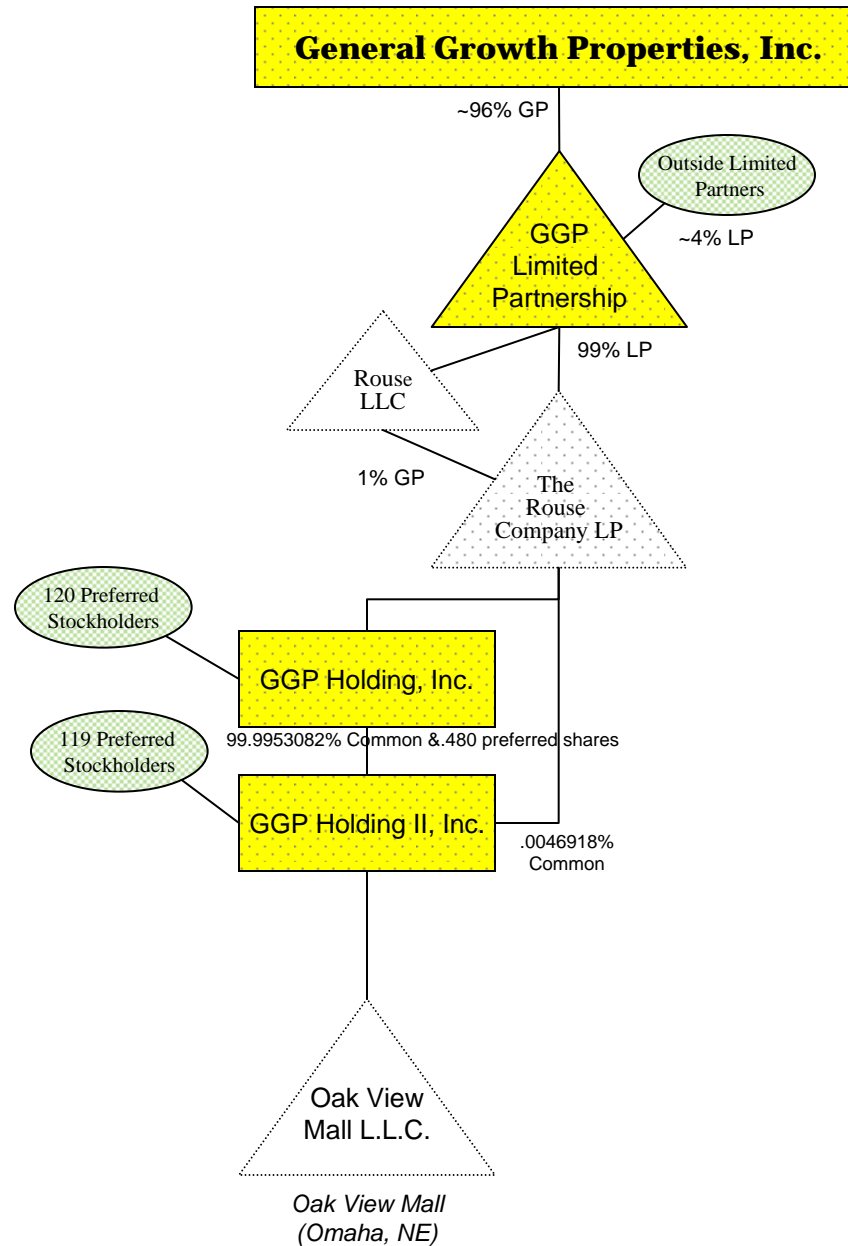 General Growth Properties, Inc.
~96% GP
Outside Limited
Partners
~4% LP
GGP
Limited
Partnership
99% LP
Rouse
LLC
1% GP
The
Rouse
Company LP
120 Preferred
Stockholders
GGP Holding, Inc.
99.9953082% Common &.480 preferred shares
119 Preferred
Stockholders
GGP Holding II, Inc.
.0046918%
Common
Oak View
Mall L.L.C.
Oak View Mall
(Omaha, NE)